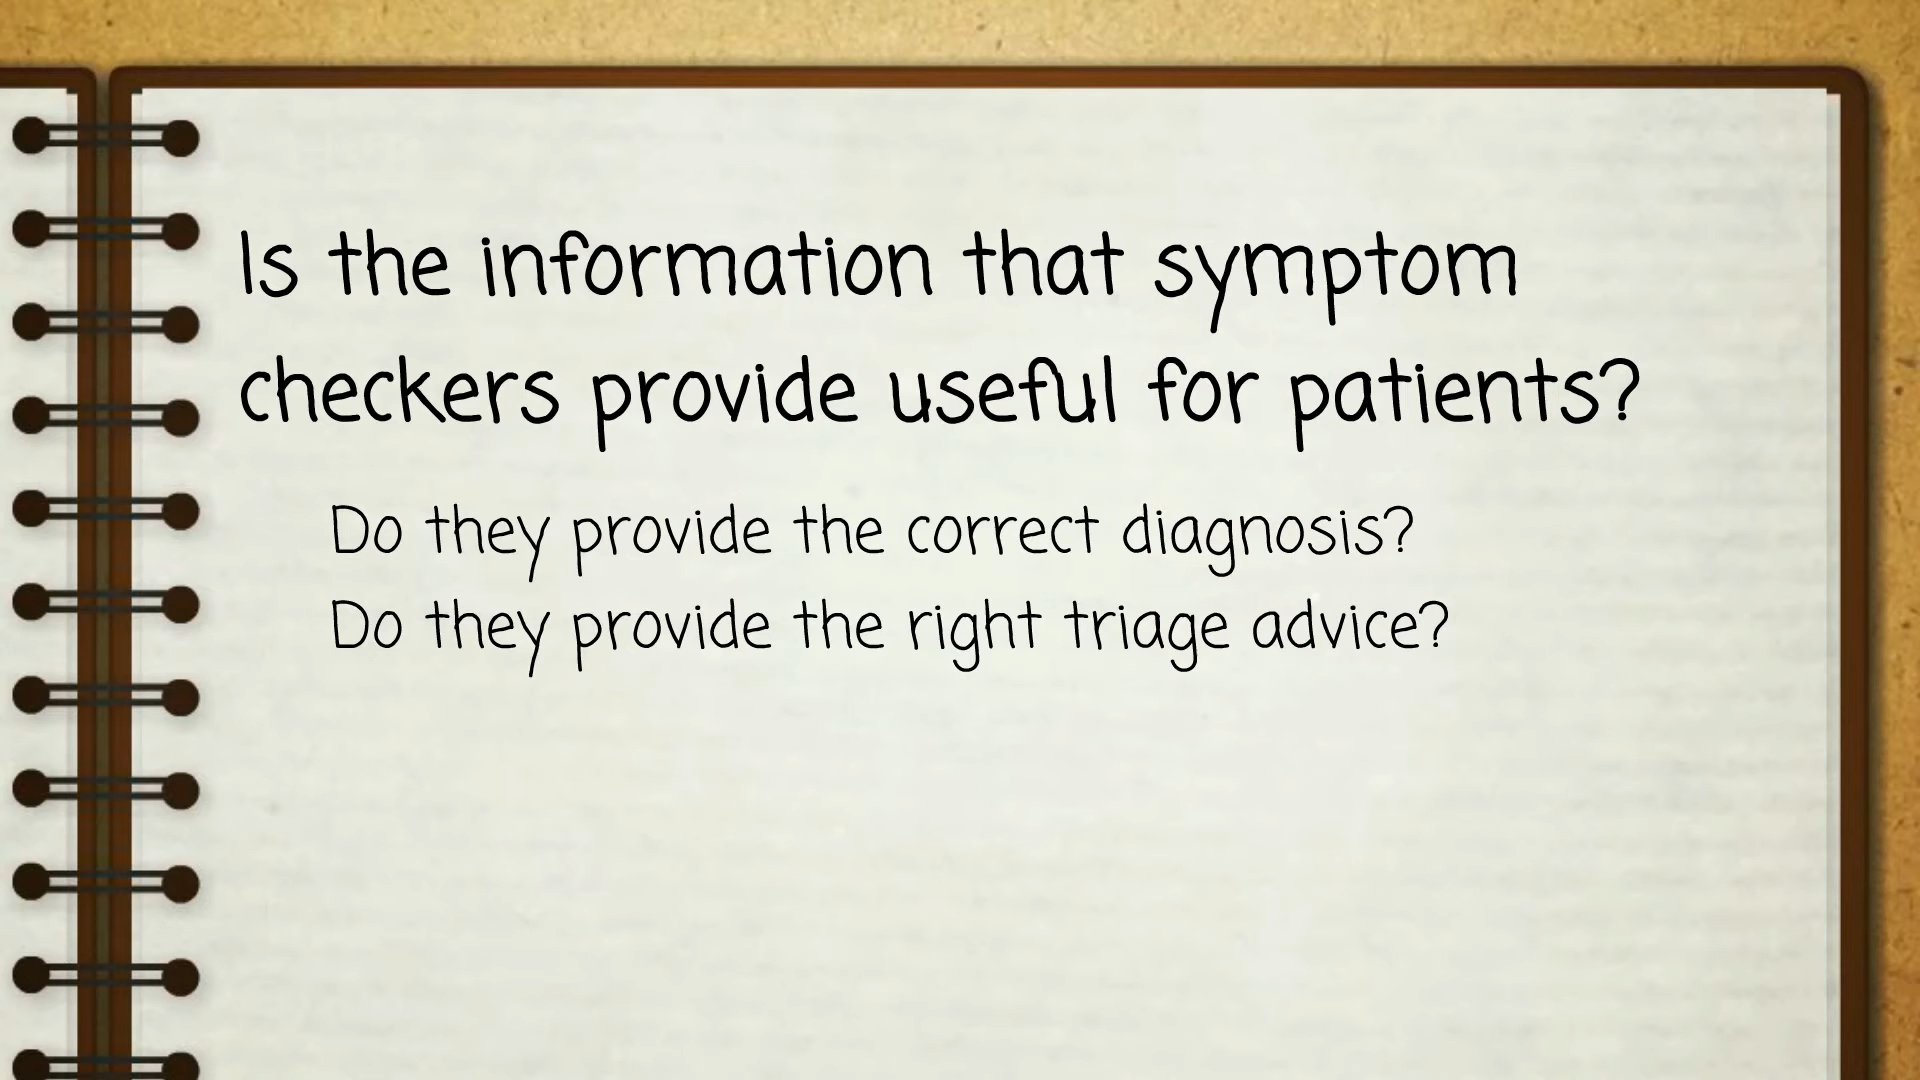 Is the information that symptom
checkers provide useful for patients?
Do they provide the correct diagnosis?
Do they provide the right triage advice?